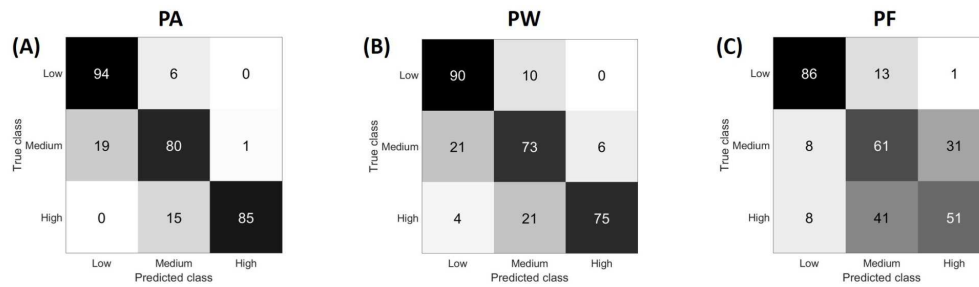 PA
(A)
True class
Low
94 6 0
Medium
19 80 1
High
0 15 85
Low Medium High
Predicted class
PW
(B)
True class
Low
90 10 0
Medium
21 73 6
High
4 21 75
Low Medium High
Predicted class
PF
(C)
True class
Low
86 13 1
Medium
8 61 31
High
8 41 51
Low Medium High
Predicted class